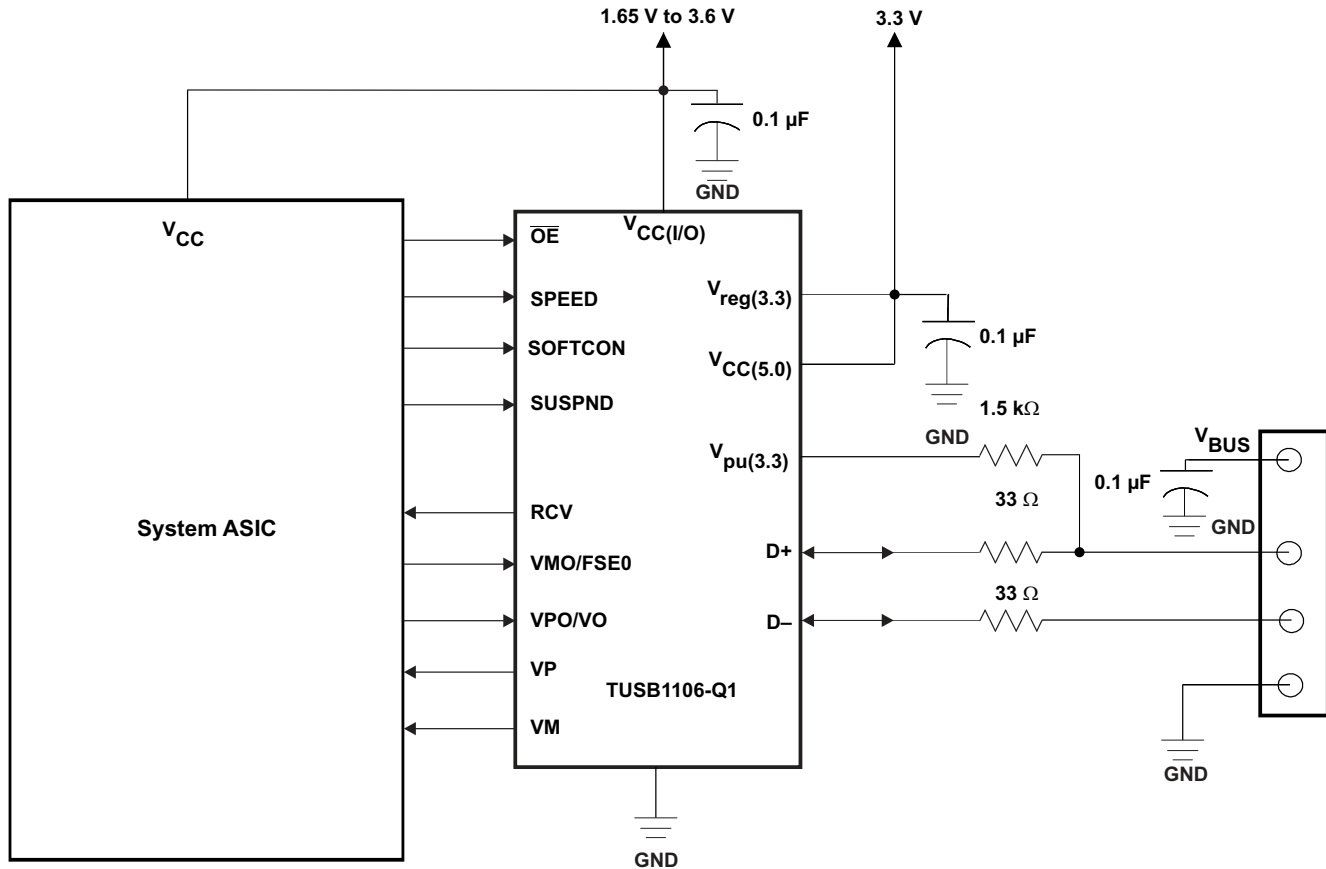 1.65 V to 3.6 V
3.3 V
0.1 µF
GND
VCC
OE
VCC(I/O)
SPEED
Vreg(3.3)
SOFTCON
0.1 µF
VCC(5.0)
SUSPND
1.5 kΩ
GND
VBUS
Vpu(3.3)
0.1 µF
33 Ω
RCV
GND
System ASIC
D+
VMO/FSE0
33 Ω
VPO/VO
D–
VP
TUSB1106-Q1
VM
GND
GND